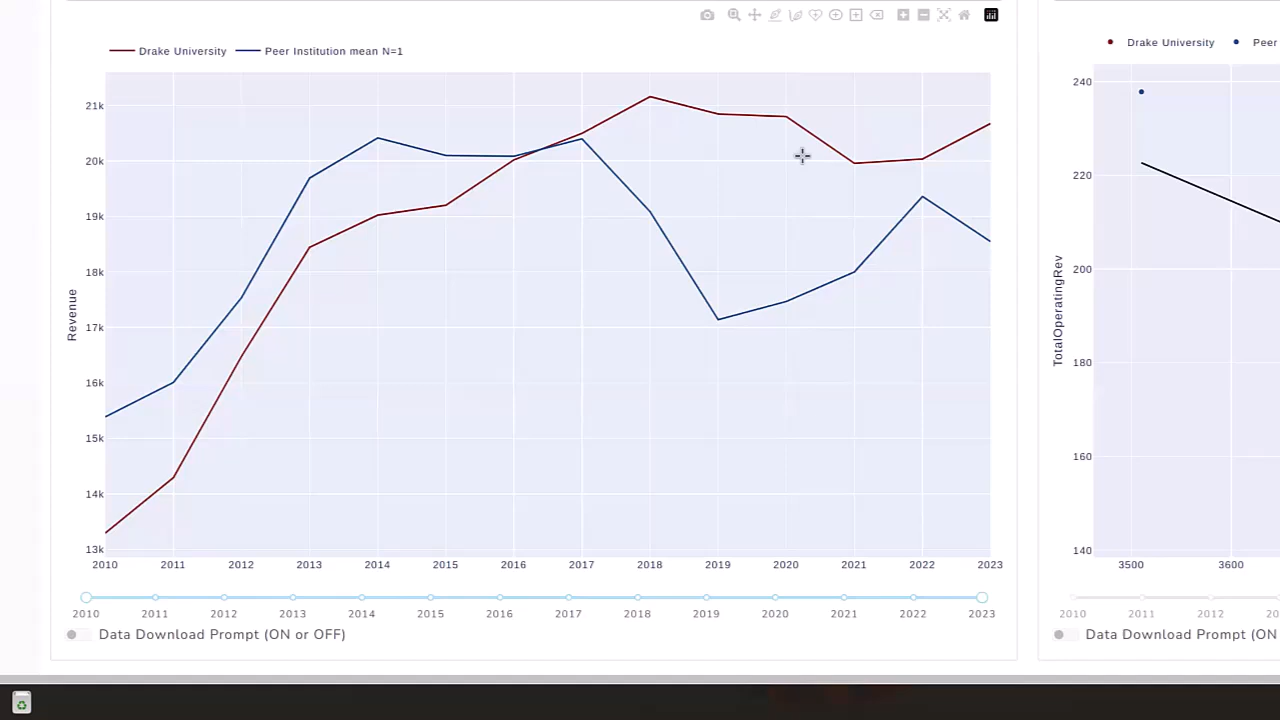 Drake University Peer Institution mean N=1
21k
20k
19k
18k
17k
16k
15k
14k
13k
Revenue
2010 2011 2012 2013 2014 2015 2016 2017 2018 2019 2020 2021 2022 2023
2010 2011 2012 2013 2014 2015 2016 2017 2018 2019 2020 2021 2022 2023
Data Download Prompt (ON or OFF)
Drake University Peer
240
220
200
180
160
140
TotalOperatingRev
3500 3600
2010 2011 2012 20
Data Download Prompt (ON